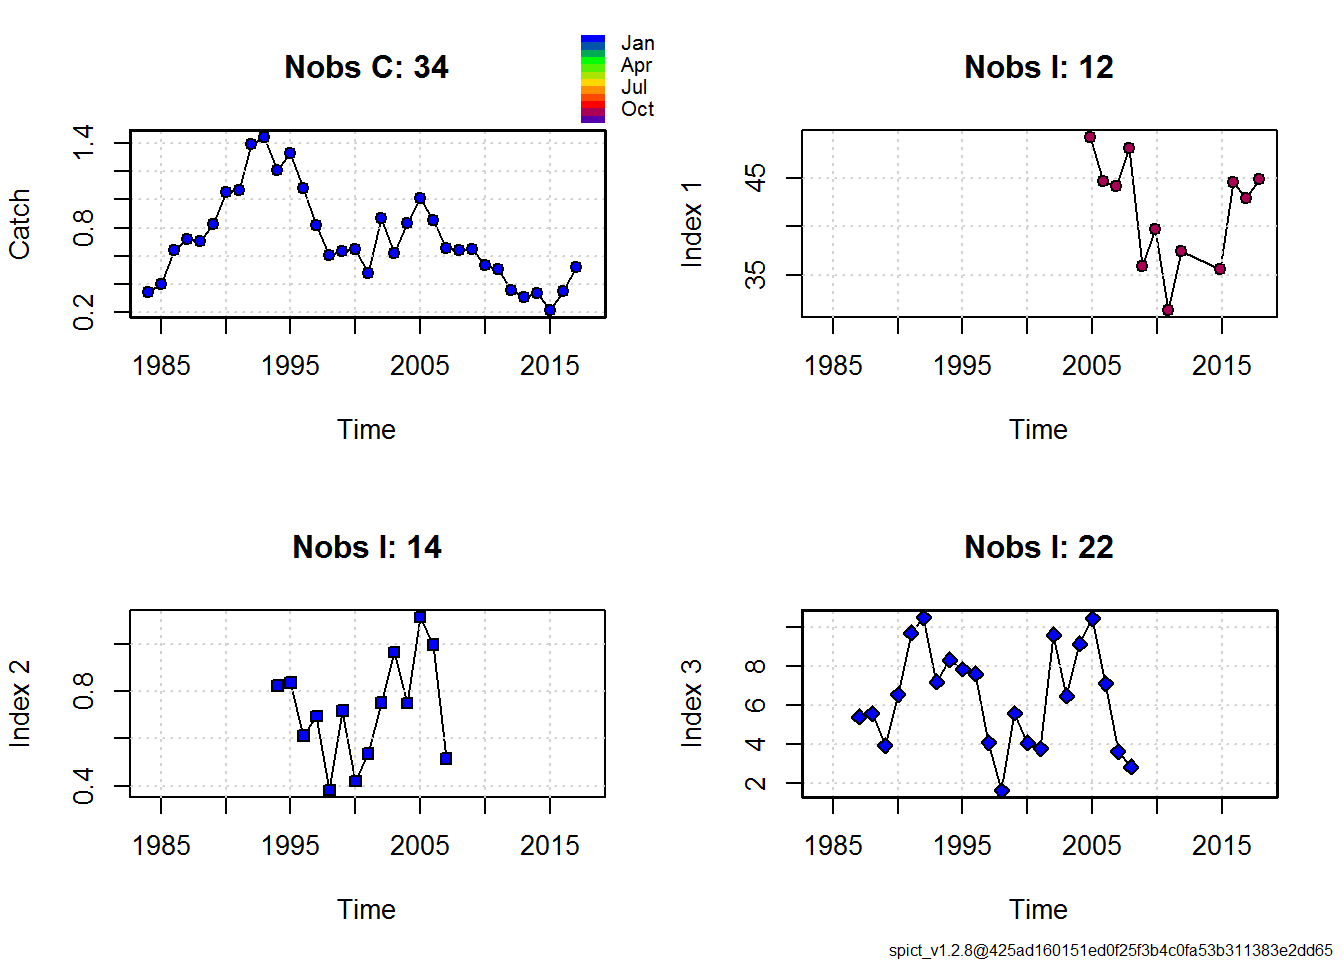 Nobs C: 34
Jan
Apr
Jul
Oct
Catch
0.2 0.8 1.4
1985 1995 2005 2015
Time
Nobs I: 12
Index 1
35 45
1985 1995 2005 2015
Time
Nobs I: 14
Index 2
0.4 0.8
1985 1995 2005 2015
Time
Nobs I: 22
Index 3
2 4 6 8
1985 1995 2005 2015
Time
spict_v1.2.8@425ad160151ed0f25f3b4c0fa53b311383e2dd65